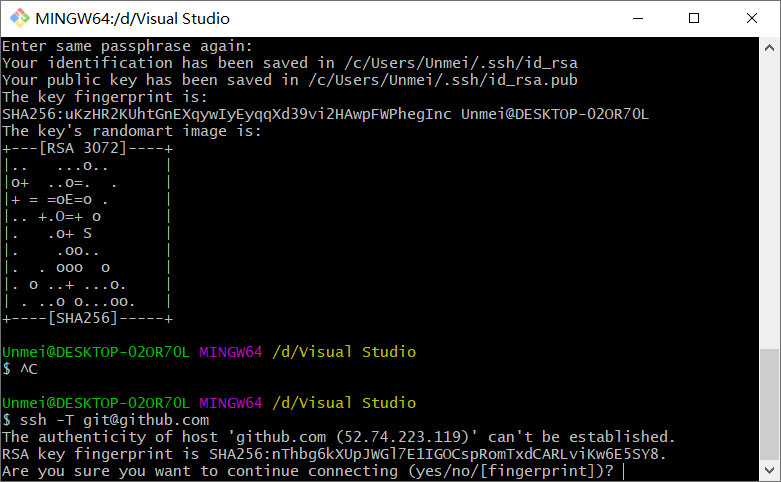 MINGW64:/d/Visual Studio
Enter same passphrase again:
Your identification has been saved in /c/Users/Unmei/.ssh/id_rsa
Your public key has been saved in /c/Users/Unmei/.ssh/id_rsa.pub
The key fingerprint is:
SHA256:uKzHR2KUhtGnEXqywIyEyqqXd39vi2HAwpFWPhegInc Unmei@DESKTOP-02OR7OL
The key's randomart image is:
+---[RSA 3072]----+
|..   ...o..      |
|o+  ..o=.  .     |
|+ = =oE=o .      |
|.. +.O=+ o       |
|.   .o+ S        |
|.    .oo..       |
|.  . ooo  o      |
|. o ..+ ...o.    |
| . ..o o...oo.   |
+----[SHA256]-----+
Unmei@DESKTOP-02OR7OL MINGW64 /d/Visual Studio
$ ^C
Unmei@DESKTOP-02OR7OL MINGW64 /d/Visual Studio
$ ssh -T git@github.com
The authenticity of host 'github.com (52.74.223.119)' can't be established.
RSA key fingerprint is SHA256:nThbg6kXUpJWGl7E1IGOCspRomTxdCARLviKw6E5SY8.
Are you sure you want to continue connecting (yes/no/[fingerprint])?